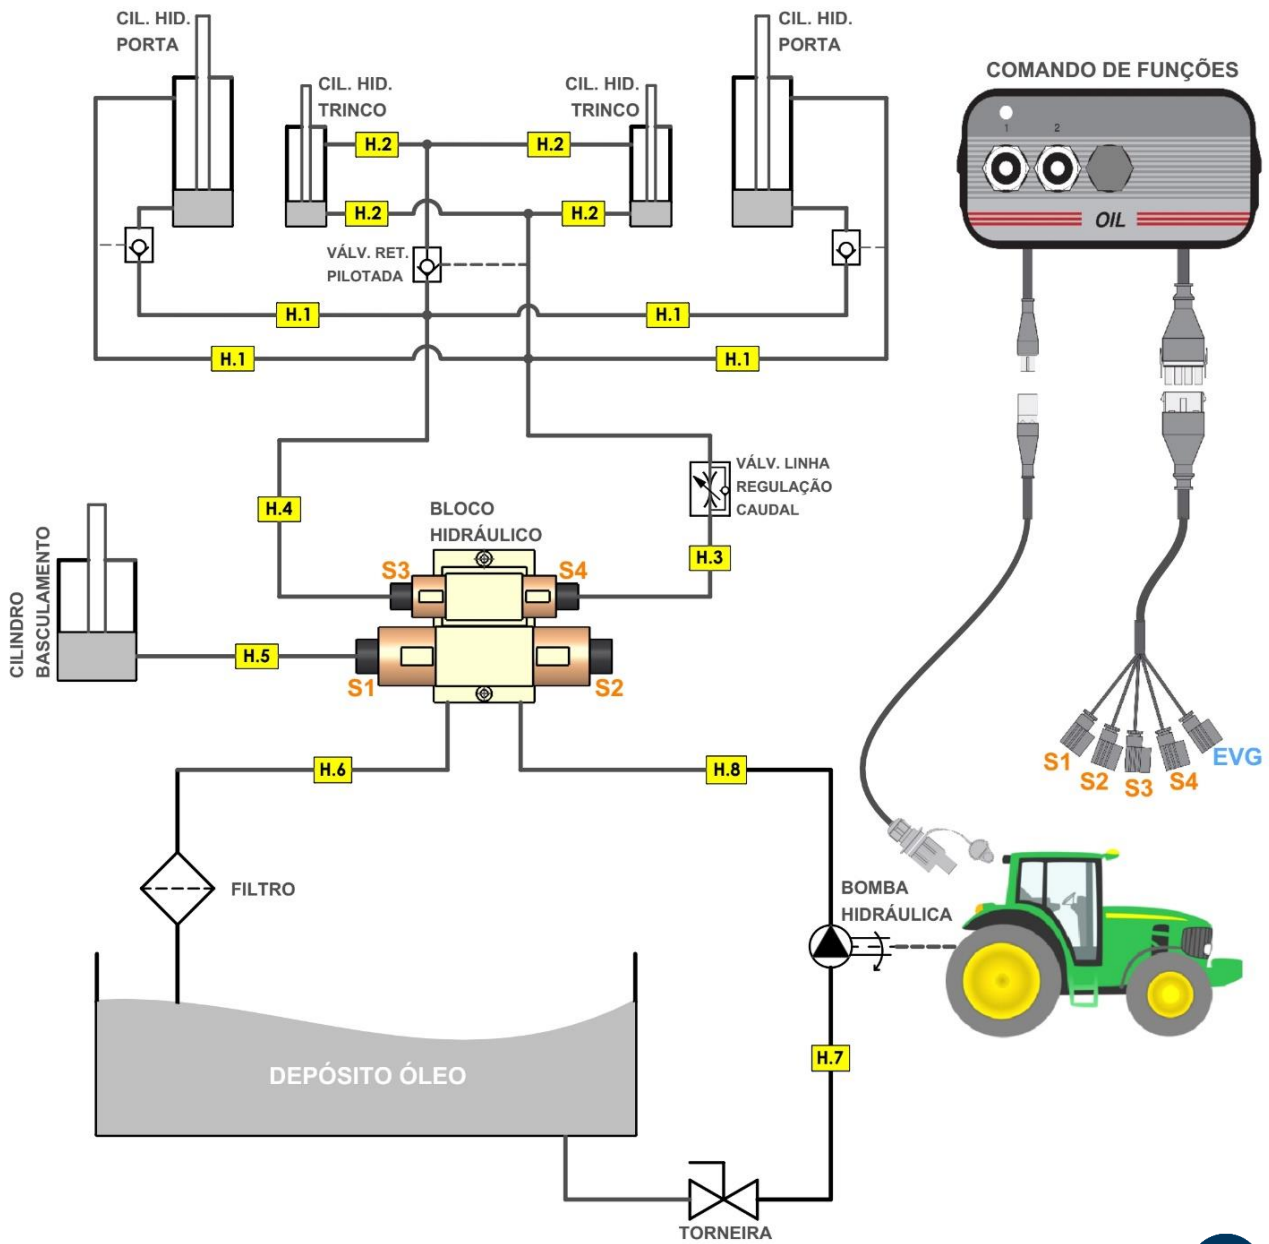 CIL. HID.
PORTA
CIL. HID.
PORTA
CIL. HID.
TRINCO
CIL. HID.
TRINCO
COMANDO DE FUNÇÕES
1 2
OIL
H.2
H.2
H.2
H.2
VÁLV. RET.
PILOTADA
H.1
H.1
H.1
H.1
VÁLV. LINHA
REGULAÇÃO
CAUDAL
H.4
BLOCO
HIDRÁULICO
H.3
S3
S4
CILINDRO
BASCULAMENTO
H.5
S1
S2
S1
S2
S3
S4
EVG
H.6
H.8
FILTRO
BOMBA
HIDRÁULICA
H.7
DEPÓSITO ÓLEO
TORNEIRA